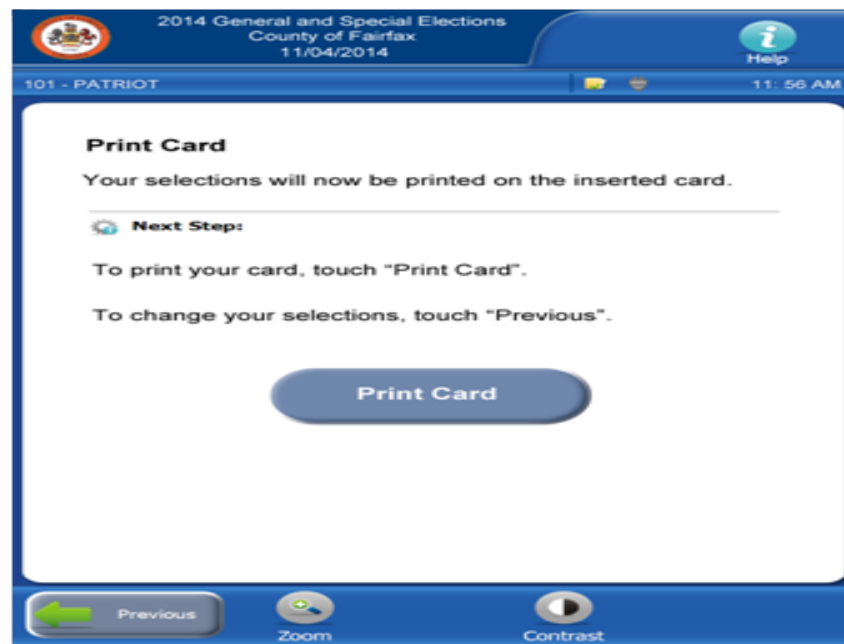 2014 General and Special Elections
County of Fairfax
11/04/2014
Help
101 - PATRIOT
11: 56 AM
Print Card
Your selections will now be printed on the inserted card.
Next Step:
To print your card, touch “Print Card”.
To change your selections, touch “Previous”.
Print Card
Previous
Zoom
Contrast